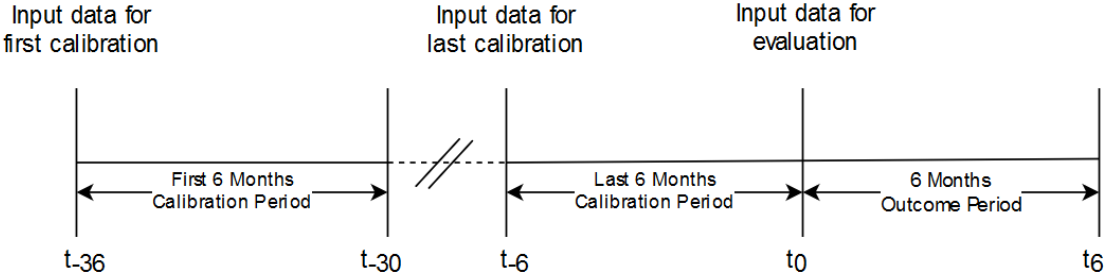 Input data for
first calibration
Input data for
last calibration
Input data for
evaluation
First 6 Months
Calibration Period
Last 6 Months
Calibration Period
6 Months
Outcome Period
t-36
t-30
t-6
t0
t6